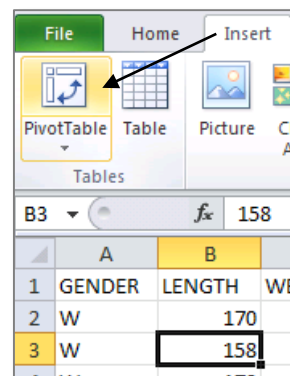 File Home Insert
PivotTable Table Picture
Tables
B3 fx 158
A B
1 GENDER LENGTH
2 W 170
3 W 158